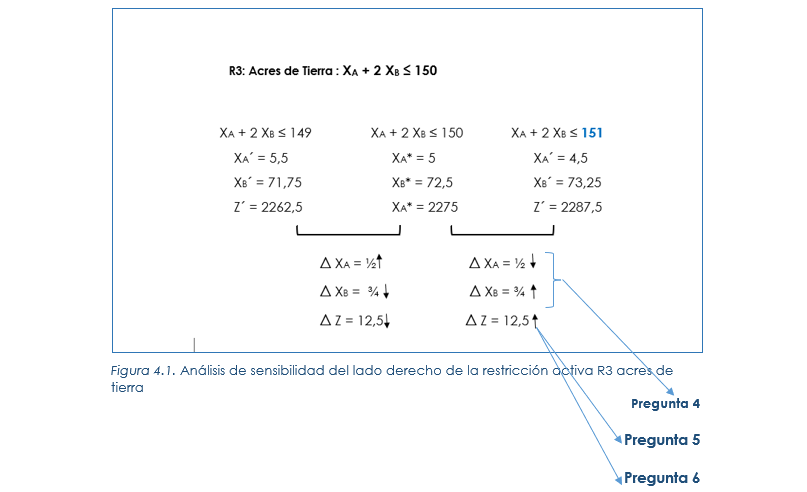 R3: Acres de Tierra : XA + 2 XB ≤ 150
XA + 2 XB ≤ 149 XA + 2 XB ≤ 150 XA + 2 XB ≤ 151
XA´ = 5,5 XA* = 5 XA´ = 4,5
XB´ = 71,75 XB* = 72,5 XB´ = 73,25
Z´ = 2262,5 XA* = 2275 Z´ = 2287,5
Δ XA = ½↑ Δ XA = ½ ↓
Δ XB = ¾ ↓ Δ XB = ¾ ↑
Δ Z = 12,5↓ Δ Z = 12,5 ↑
Figura 4.1. Análisis de sensibilidad del lado derecho de la restricción activa R3 acres de
tierra
Pregunta 4
Pregunta 5
Pregunta 6